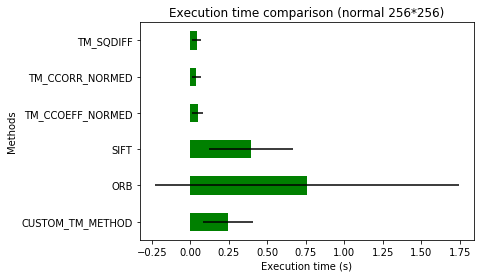 Execution time comparison (normal 256*256)
Methods
TM_SQDIFF
TM_CCORR_NORMED
TM_CCOEFF_NORMED
SIFT
ORB
CUSTOM_TM_METHOD
−0.25 0.00 0.25 0.50 0.75 1.00 1.25 1.50 1.75
Execution time (s)